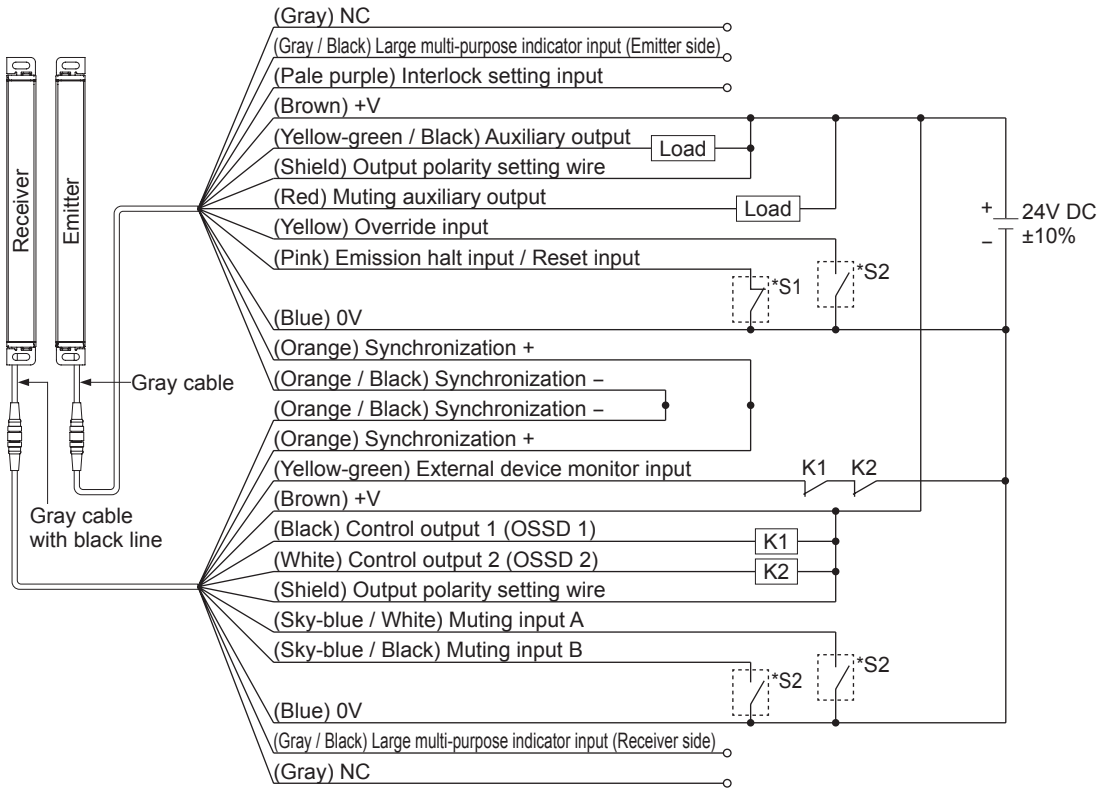 (Gray) NC
(Gray / Black) Large multi-purpose indicator input (Emitter side)
(Pale purple) Interlock setting input
(Brown) +V
(Yellow-green / Black) Auxiliary output
Load
(Shield) Output polarity setting wire
(Red) Muting auxiliary output
Load
(Yellow) Override input
(Pink) Emission halt input / Reset input
*S1
*S2
+
−
24V DC
±10%
(Blue) 0V
(Orange) Synchronization +
(Orange / Black) Synchronization −
(Orange / Black) Synchronization −
(Orange) Synchronization +
(Yellow-green) External device monitor input
K1
K2
(Brown) +V
(Black) Control output 1 (OSSD 1)
K1
(White) Control output 2 (OSSD 2)
K2
(Shield) Output polarity setting wire
(Sky-blue / White) Muting input A
(Sky-blue / Black) Muting input B
*S2
*S2
(Blue) 0V
(Gray / Black) Large multi-purpose indicator input (Receiver side)
(Gray) NC
Receiver
Emitter
Gray cable
Gray cable
with black line